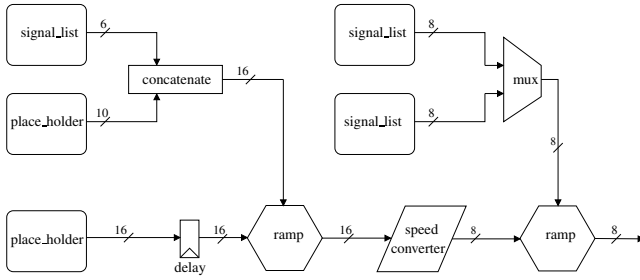 signal_list
6
signal_list
8
concatenate
16
mux
place_holder
10
signal_list
8
8
place_holder
16
delay
16
ramp
16
speed
converter
8
ramp
8